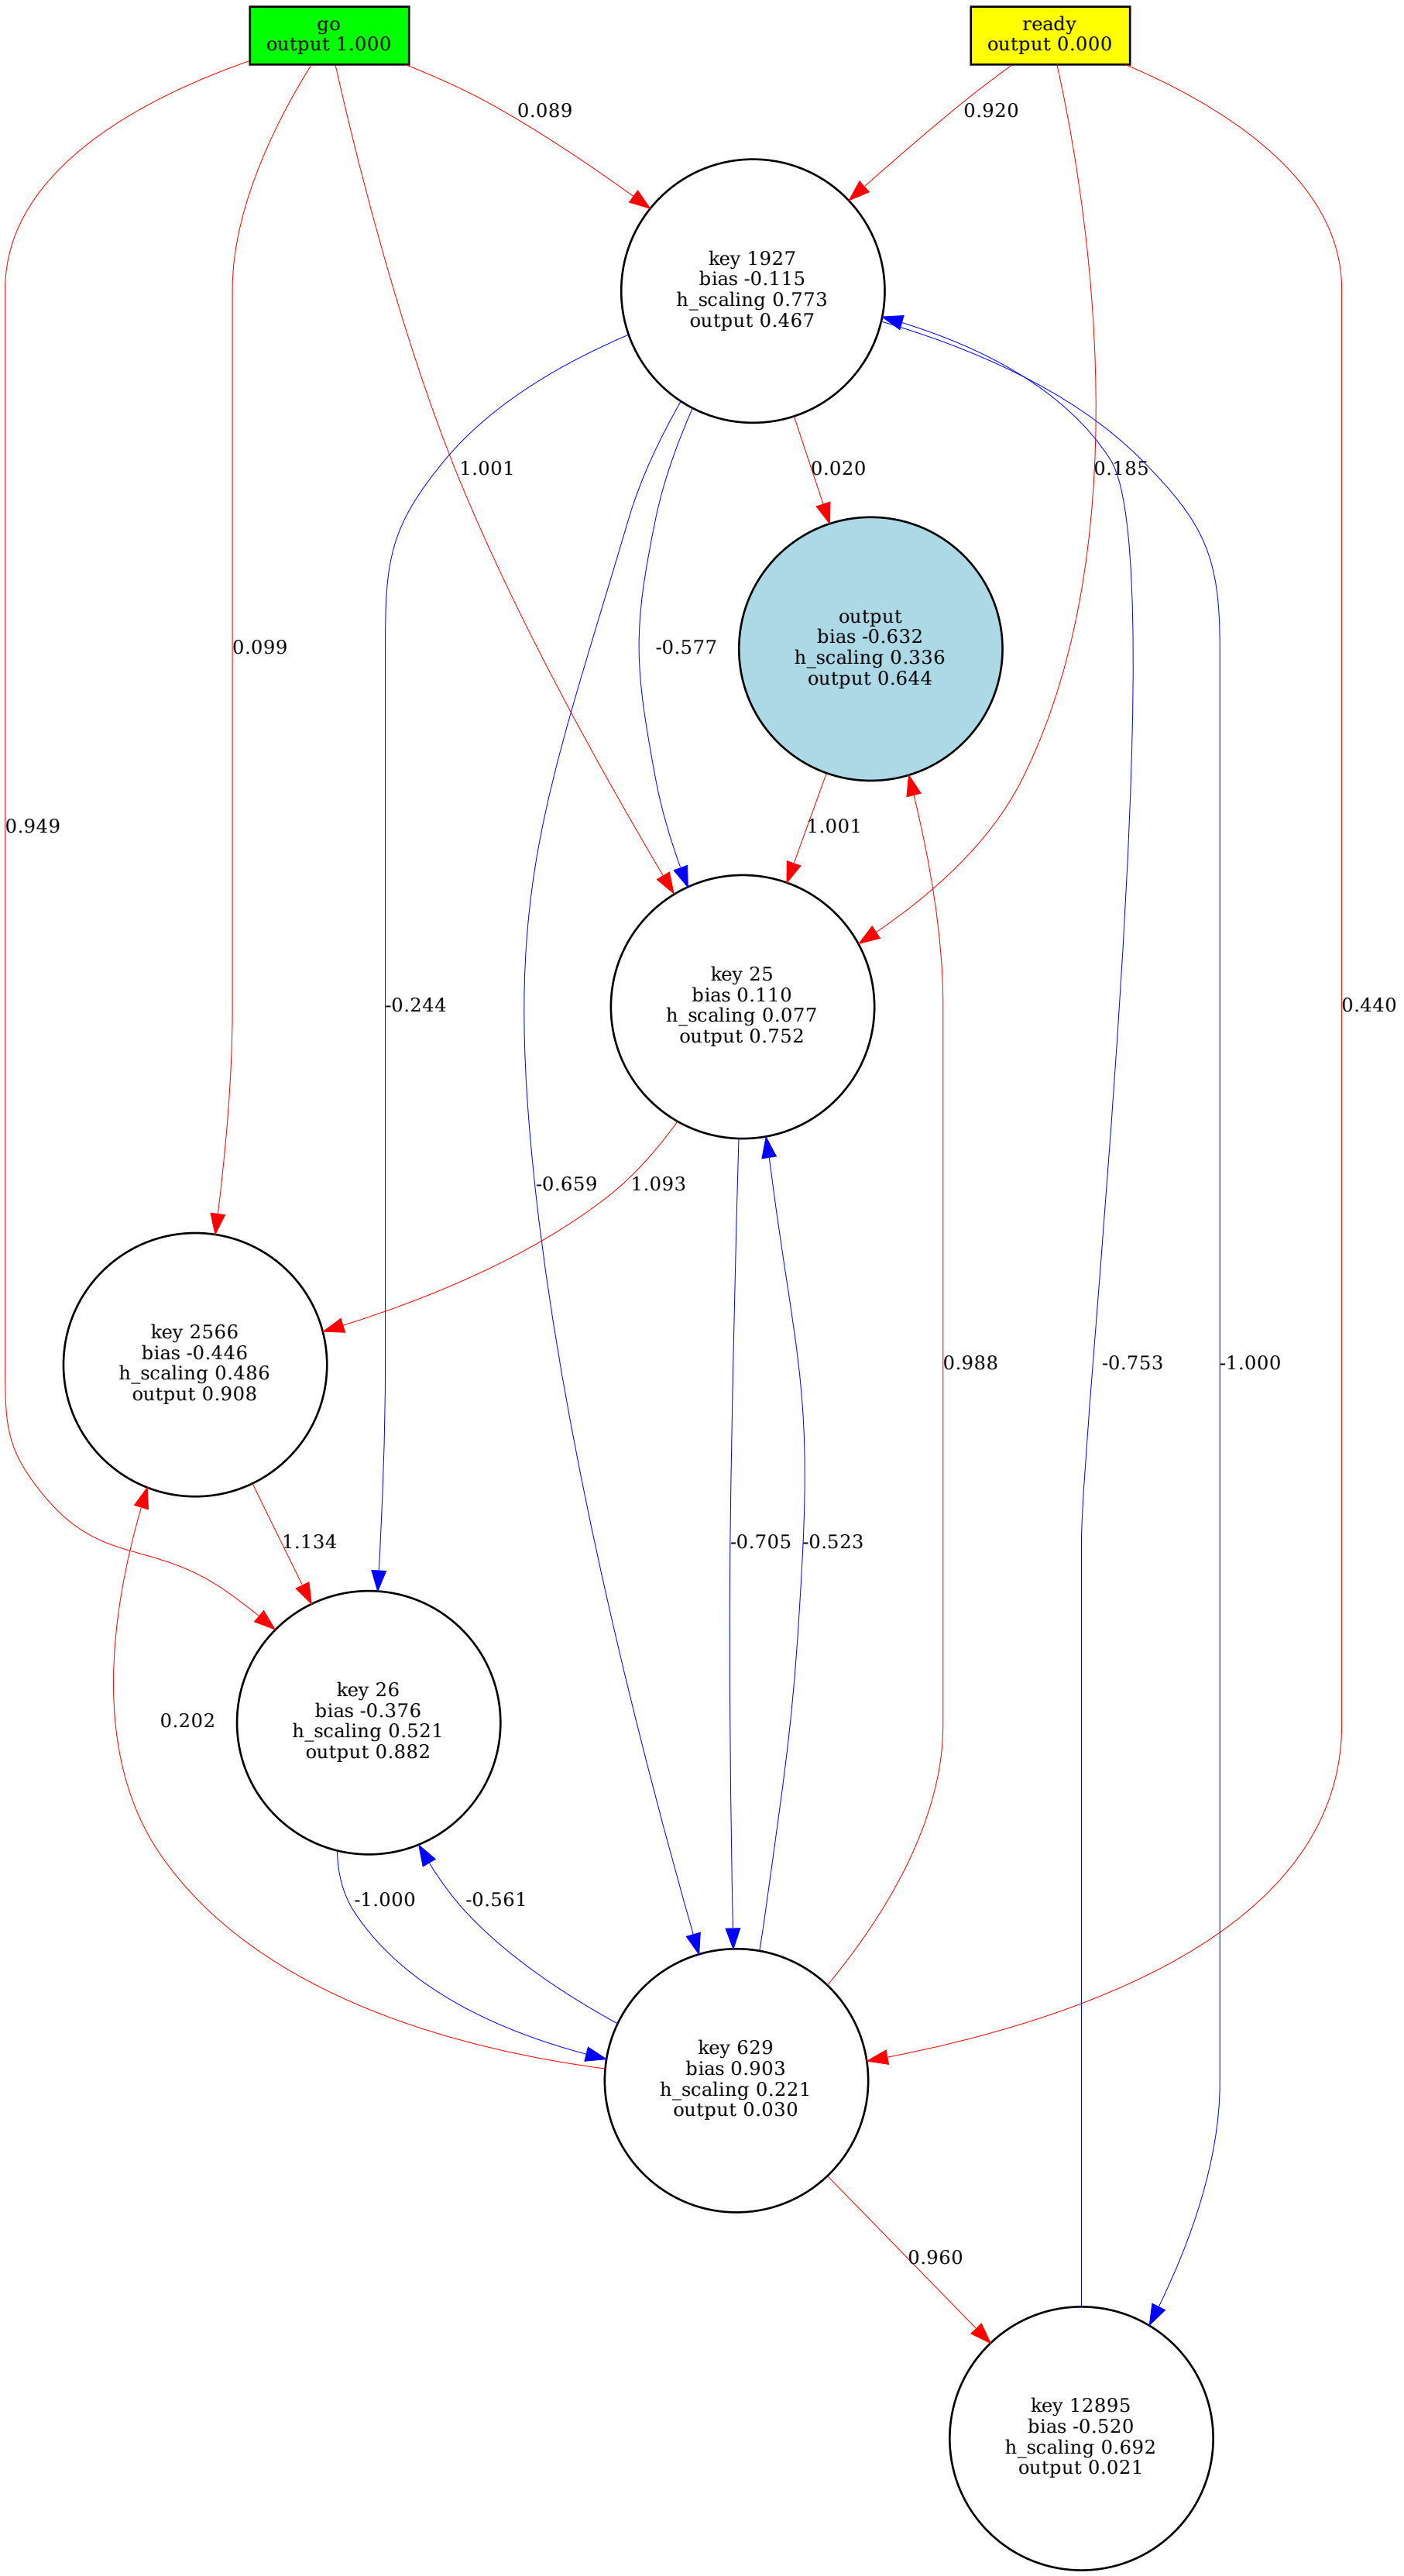 go
output 1.000
ready
output 0.000
0.089
0.920
key 1927
bias -0.115
h_scaling 0.773
output 0.467
1.001
0.020
0.185
output
bias -0.632
h_scaling 0.336
output 0.644
0.099
-0.577
0.949
1.001
key 25
bias 0.110
h_scaling 0.077
output 0.752
-0.244
0.440
-0.659
1.093
key 2566
bias -0.446
h_scaling 0.486
output 0.908
0.988
-0.753
-1.000
1.134
-0.705
-0.523
key 26
bias -0.376
h_scaling 0.521
output 0.882
0.202
-1.000
-0.561
key 629
bias 0.903
h_scaling 0.221
output 0.030
0.960
key 12895
bias -0.520
h_scaling 0.692
output 0.021